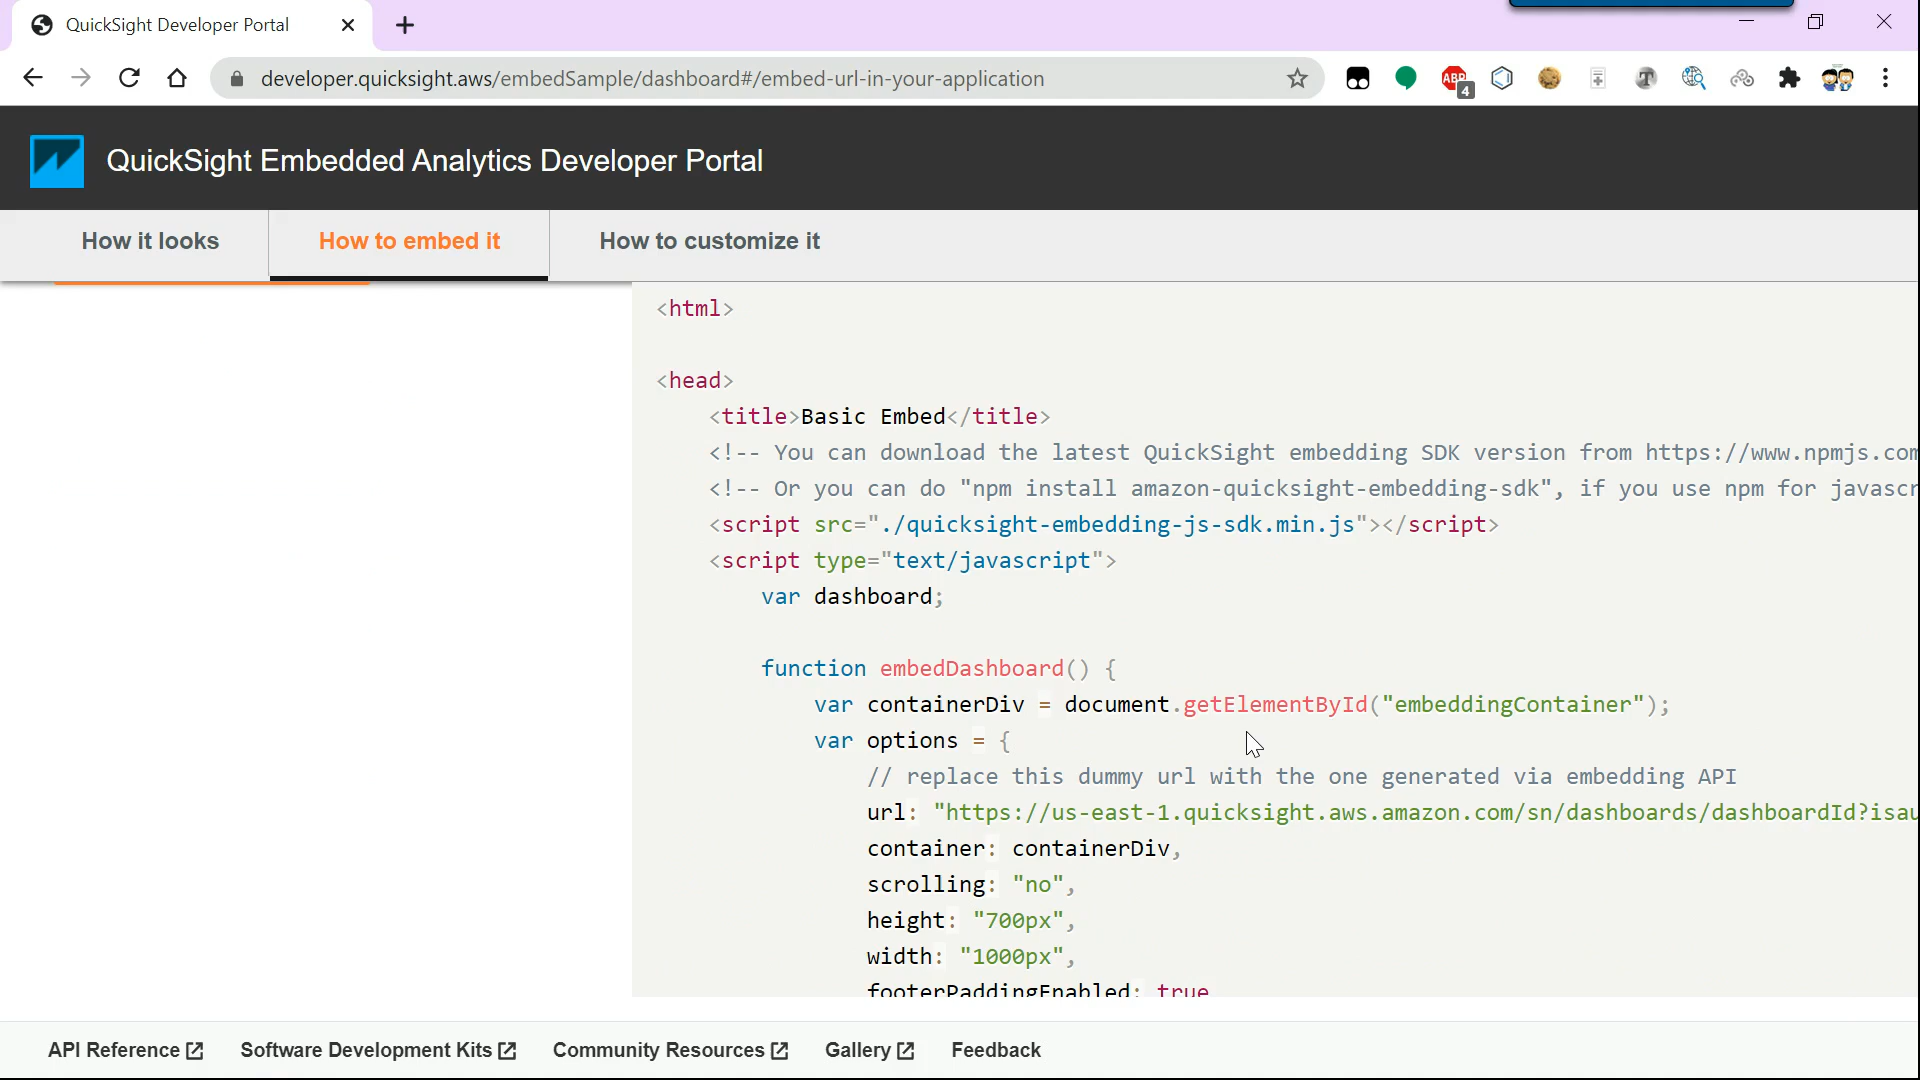 QuickSight Developer Portal
developer.quicksight.aws/embedSample/dashboard#/embed-url-in-your-application
ABP
4
T
QuickSight Embedded Analytics Developer Portal
How it looks
How to embed it
How to customize it
<html>
<head>
<title>Basic Embed</title>
<!-- You can download the latest QuickSight embedding SDK version from https://www.npmjs.com
<!-- Or you can do "npm install amazon-quicksight-embedding-sdk", if you use npm for javascr
<script src="./quicksight-embedding-js-sdk.min.js"></script>
<script type="text/javascript">
var dashboard;
function embedDashboard() {
var containerDiv = document.getElementById("embeddingContainer");
var options = {
// replace this dummy url with the one generated via embedding API
url: "https://us-east-1.quicksight.aws.amazon.com/sn/dashboards/dashboardId?isau
container: containerDiv,
scrolling: "no",
height: "700px",
width: "1000px",
footerPaddingEnabled: true
API Reference
Software Development Kits
Community Resources
Gallery
Feedback